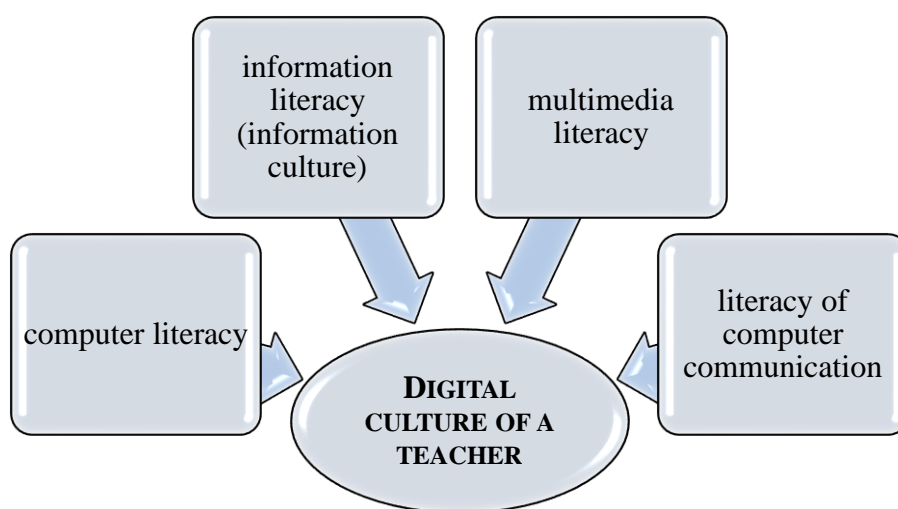 information
literacy
(information
culture)
multimedia
literacy
computer literacy
literacy of
computer
communication
DIGITAL
CULTURE OF A
TEACHER